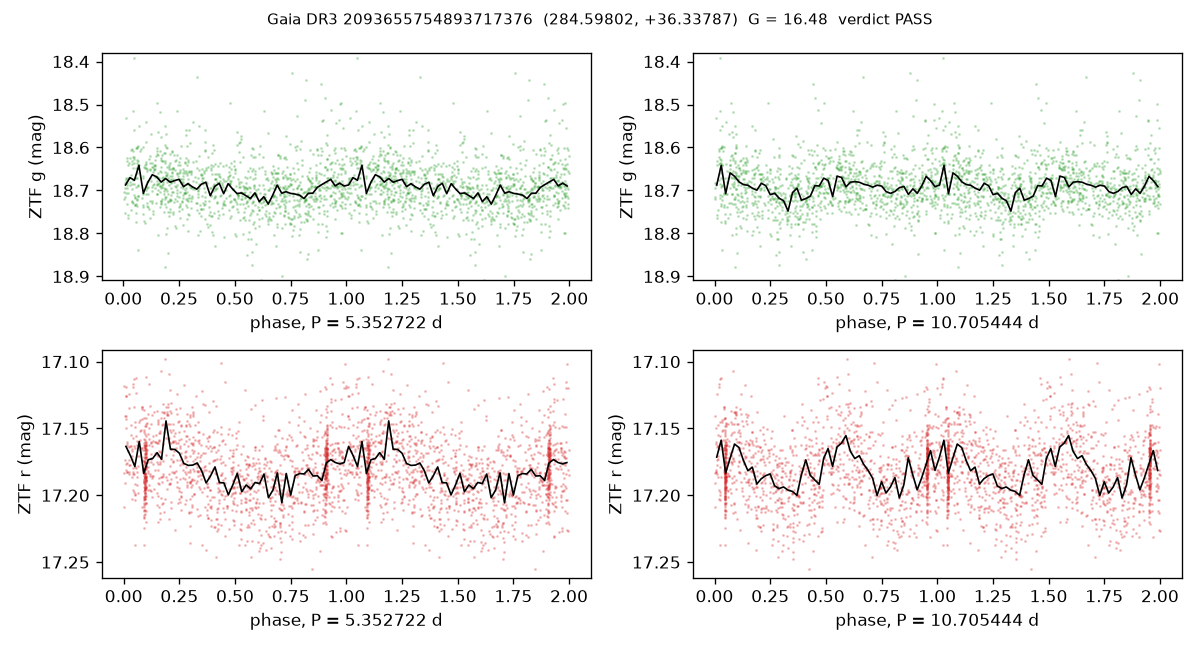 Gaia DR3 2093655754893717376 (284.59802, +36.33787) G = 16.48 verdict PASS
18.4
18.5
18.6
18.7
18.8
18.9
ZTF g (mag)
0.00 0.25 0.50 0.75 1.00 1.25 1.50 1.75 2.00
phase, P = 5.352722 d
18.4
18.5
18.6
18.7
18.8
18.9
ZTF g (mag)
0.00 0.25 0.50 0.75 1.00 1.25 1.50 1.75 2.00
phase, P = 10.705444 d
17.10
17.15
17.20
17.25
ZTF r (mag)
0.00 0.25 0.50 0.75 1.00 1.25 1.50 1.75 2.00
phase, P = 5.352722 d
17.10
17.15
17.20
17.25
ZTF r (mag)
0.00 0.25 0.50 0.75 1.00 1.25 1.50 1.75 2.00
phase, P = 10.705444 d